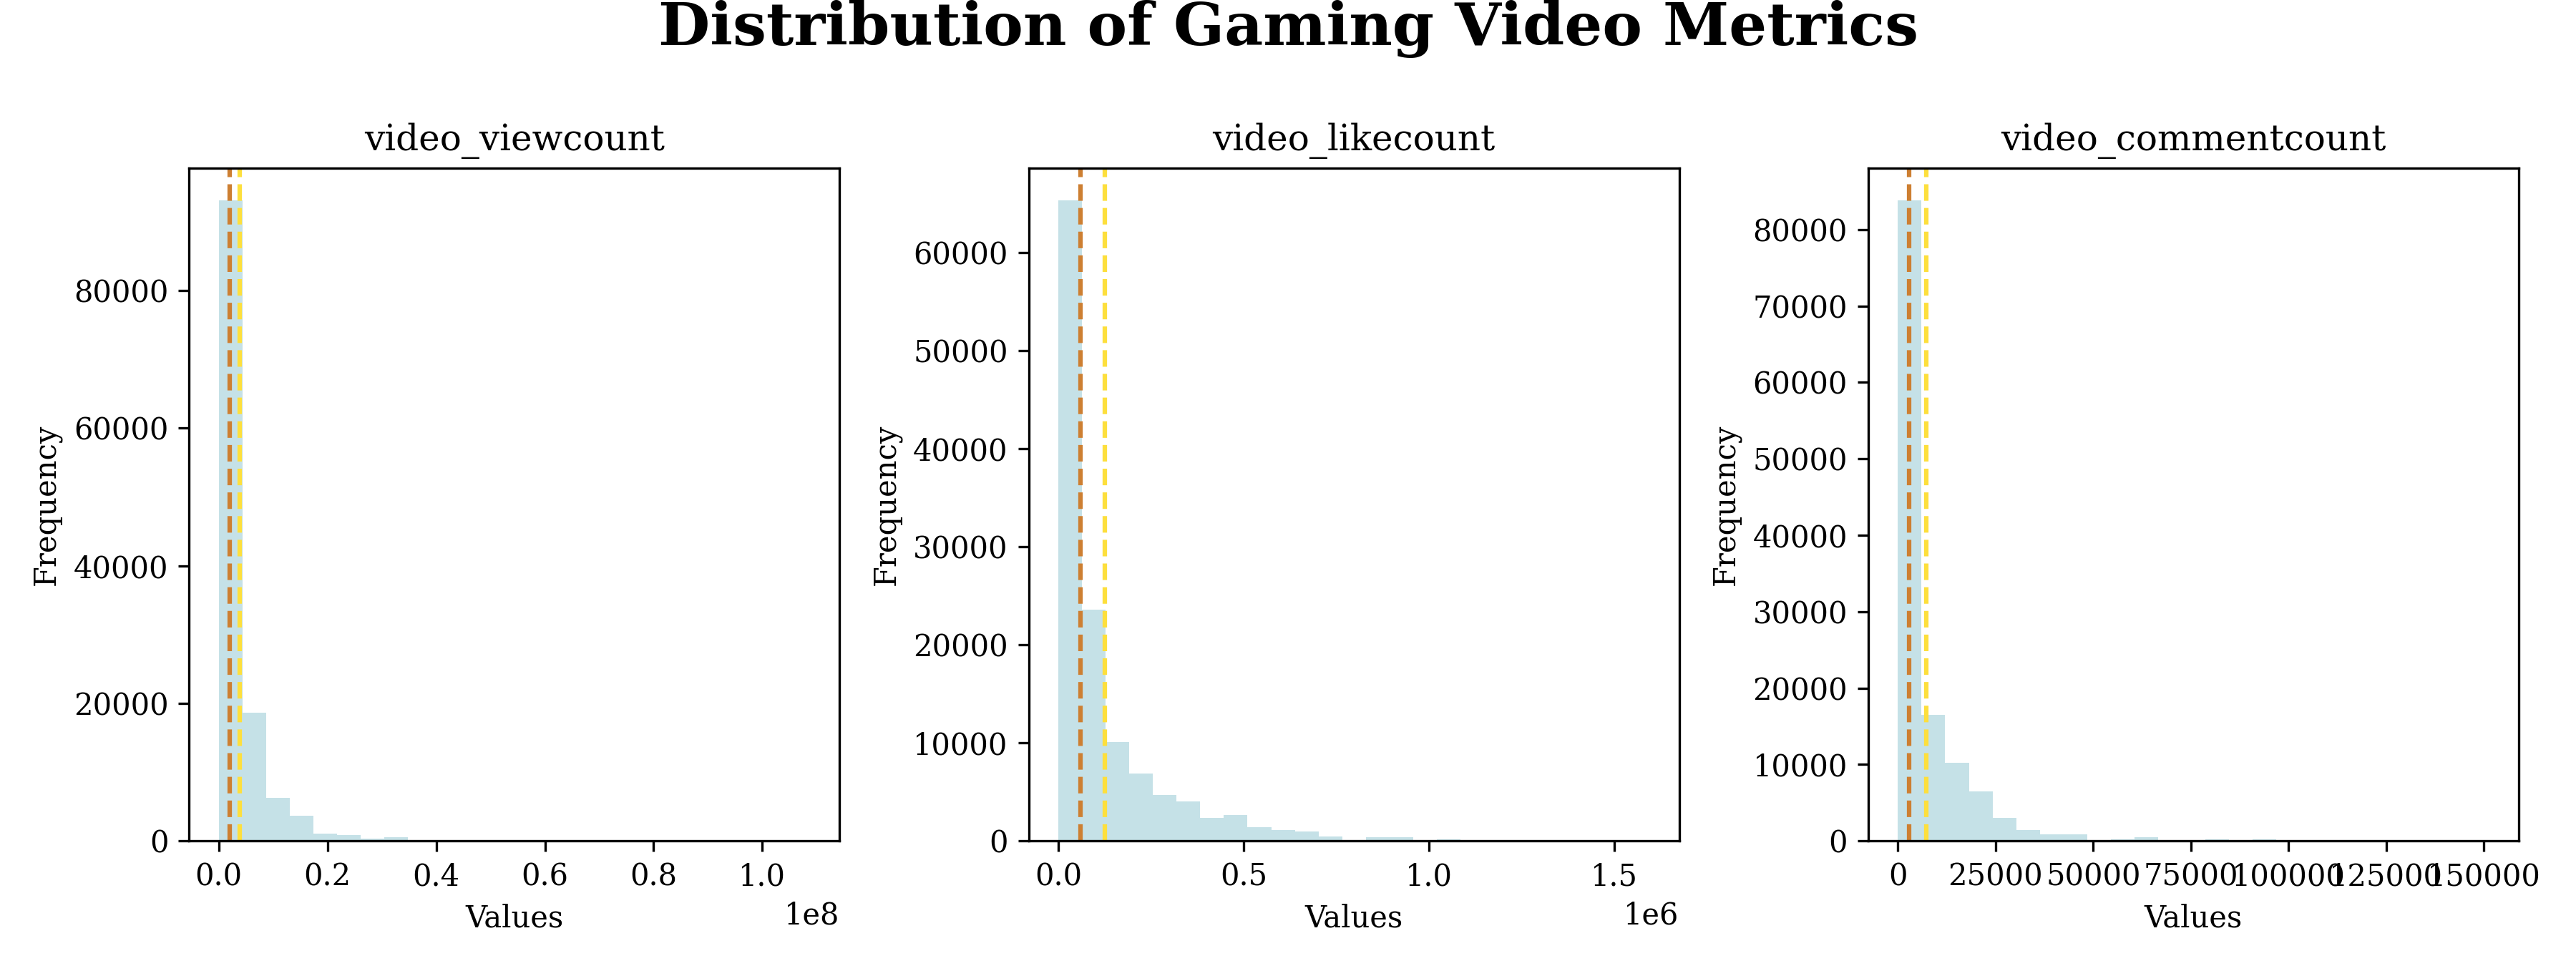 Distribution of Gaming Video Metrics
video_viewcount
80000
60000
40000
20000
0
Frequency
0.0 0.2 0.4 0.6 0.8 1.0
1e8
Values
video_likecount
60000
50000
40000
30000
20000
10000
0
Frequency
0.0 0.5 1.0 1.5
1e6
Values
video_commentcount
80000
70000
60000
50000
40000
30000
20000
10000
0
Frequency
0 25000 50000 75000 100000 125000 150000
Values